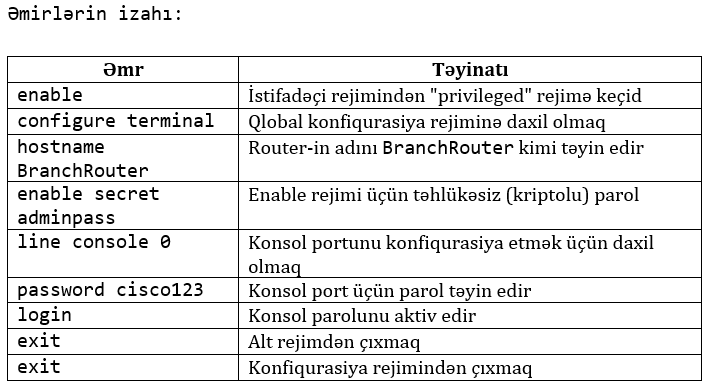 Əmirlərin izahı:
Əmr
Təyinatı
enable
İstifadəçi rejimindən "privileged" rejimə keçid
configure terminal
Qlobal konfiqurasiya rejiminə daxil olmaq
hostname
BranchRouter
Router-in adını BranchRouter kimi təyin edir
enable secret
adminpass
Enable rejimi üçün təhlükəsiz (kriptolu) parol
line console 0
Konsol portunu konfiqurasiya etmək üçün daxil
olmaq
password cisco123
Konsol port üçün parol təyin edir
login
Konsol parolunu aktiv edir
exit
Alt rejimdən çıxmaq
exit
Konfiqurasiya rejimindən çıxmaq